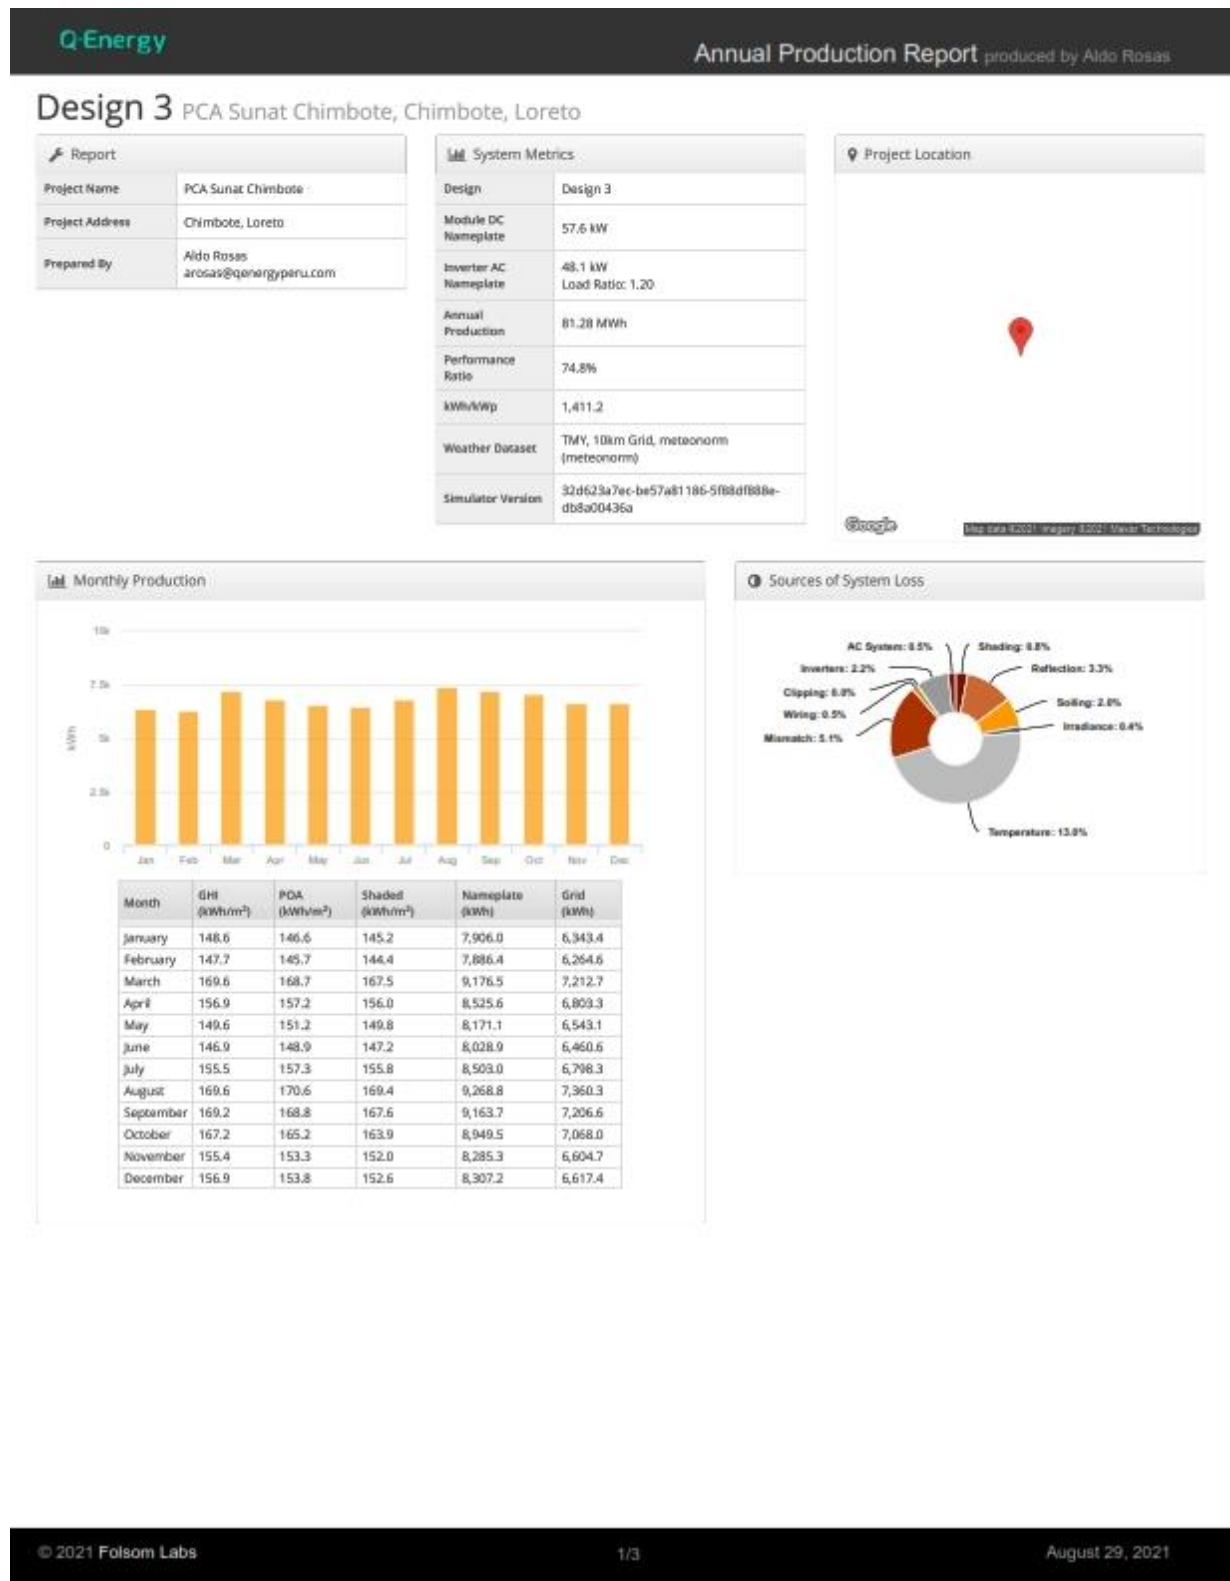 Q·Energy
Annual Production Report produced by Aldo Rosas
Design 3 PCA Sunat Chimbote, Chimbote, Loreto
Report
Project Name PCA Sunat Chimbote
Project Address Chimbote, Loreto
Prepared By Aldo Rosas
arosas@qenergyperu.com
System Metrics
Design Design 3
Module DC
Nameplate 57.6 kW
Inverter AC
Nameplate 48.1 kW
Load Ratio: 1.20
Annual
Production 81.28 MWh
Performance
Ratio 74.8%
kWh/kWp 1,411.2
Weather Dataset TMY, 10km Grid, meteonorm
(meteonorm)
Simulator Version 32d623a7ec-be57a81186-5f88df888e-
db8a00436a
Project Location
Google
Map data ©2021 Imagery ©2021 Maxar Technologies
Monthly Production
kWh
10k
7.5k
5k
2.5k
0
Jan Feb Mar Apr May Jun Jul Aug Sep Oct Nov Dec
Month GHI (kWh/m²) POA (kWh/m²) Shaded (kWh/m²) Nameplate (kWh) Grid (kWh)
January 148.6 146.6 145.2 7,906.0 6,343.4
February 147.7 145.7 144.4 7,886.4 6,264.6
March 169.6 168.7 167.5 9,176.5 7,212.7
April 156.9 157.2 156.0 8,525.6 6,803.3
May 149.6 151.2 149.8 8,171.1 6,543.1
June 146.9 148.9 147.2 8,028.9 6,460.6
July 155.5 157.3 155.8 8,503.0 6,798.3
August 169.6 170.6 169.4 9,268.8 7,360.3
September 169.2 168.8 167.6 9,163.7 7,206.6
October 167.2 165.2 163.9 8,949.5 7,068.0
November 155.4 153.3 152.0 8,285.3 6,604.7
December 156.9 153.8 152.6 8,307.2 6,617.4
Sources of System Loss
AC System: 0.5%
Shading: 0.8%
Inverters: 2.2%
Reflection: 3.3%
Clipping: 0.0%
Soiling: 2.0%
Wiring: 0.5%
Irradiance: 0.4%
Mismatch: 5.1%
Temperature: 13.0%
© 2021 Folsom Labs
1/3
August 29, 2021